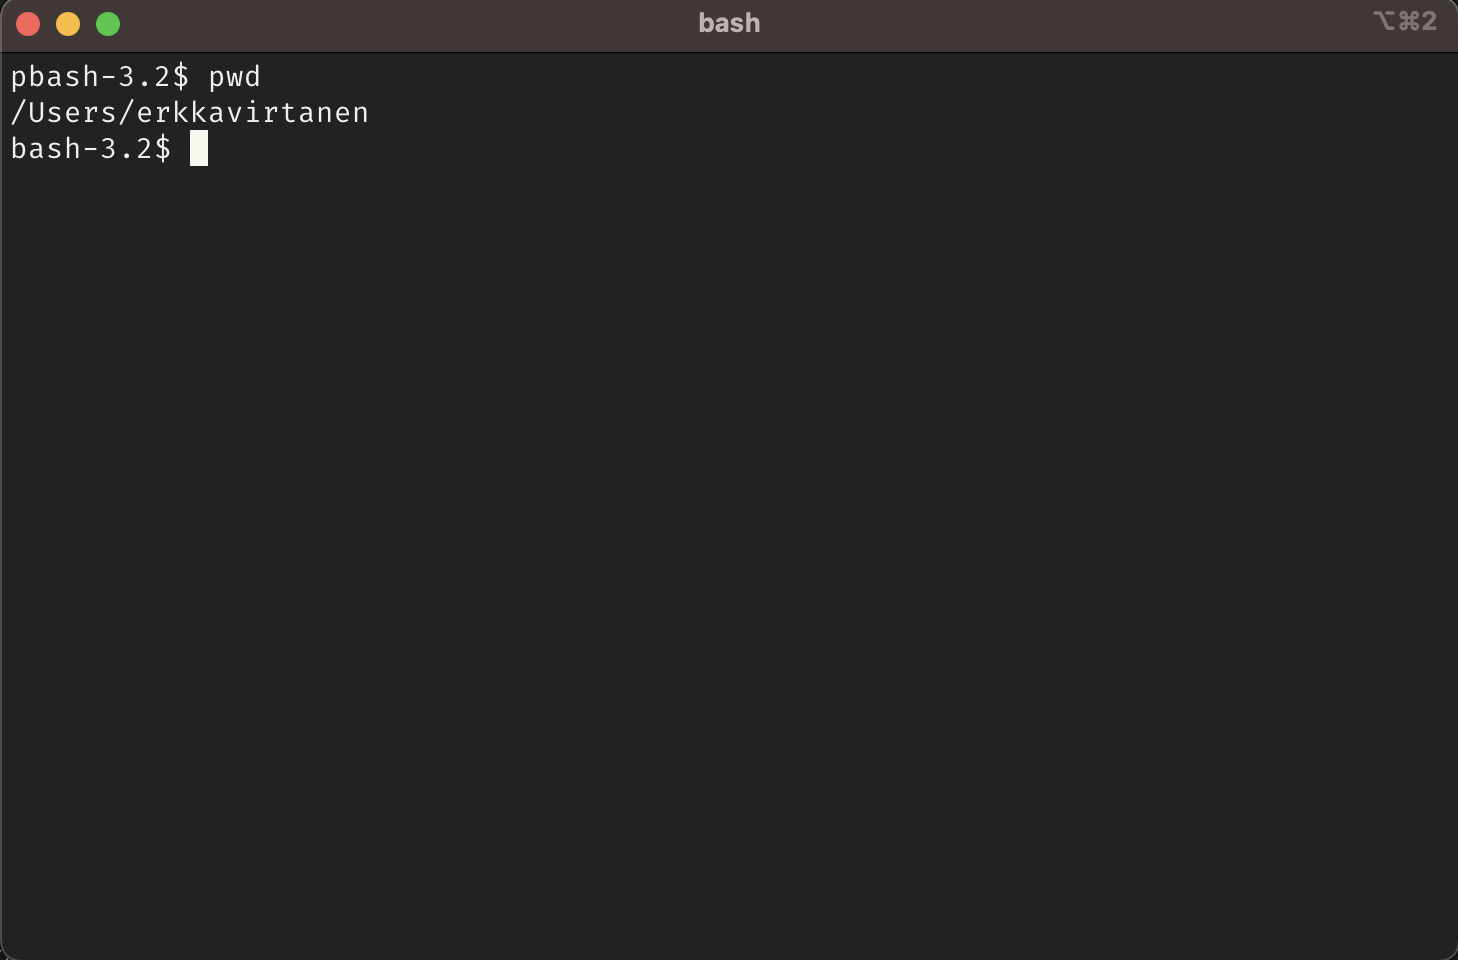 bash
⌥⌘2
pbash-3.2$ pwd
/Users/erkkavirtanen
bash-3.2$